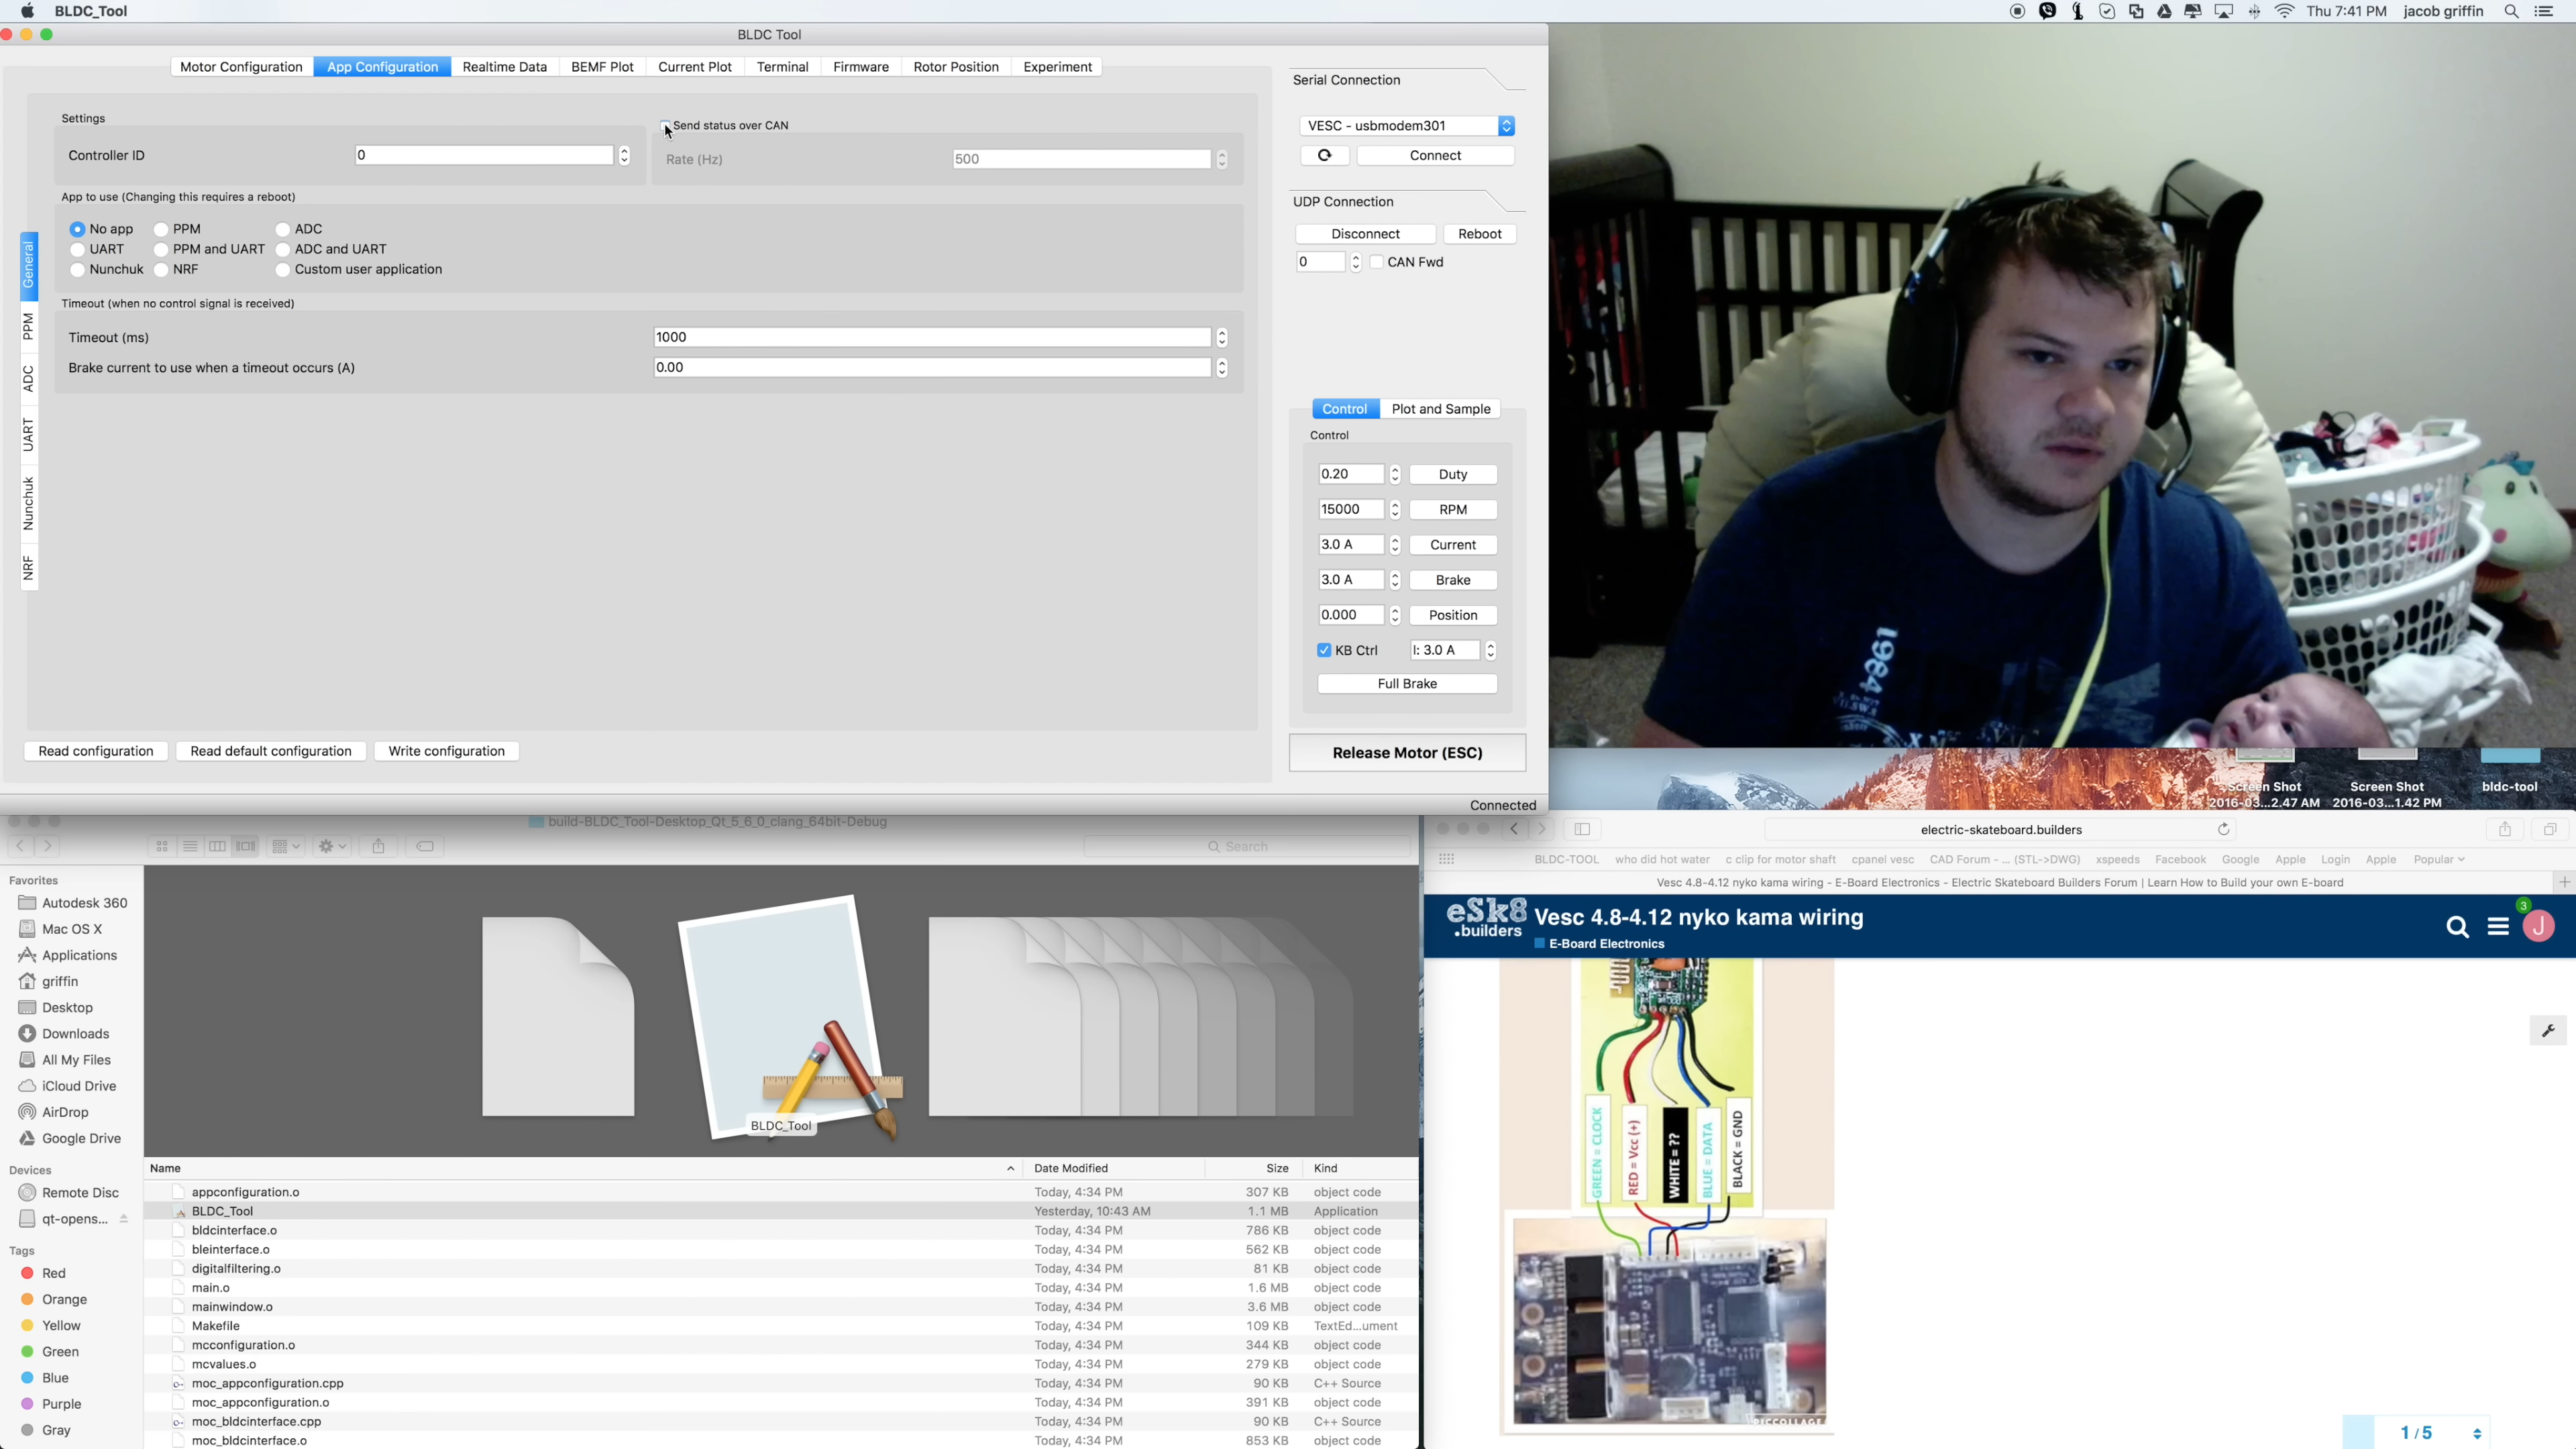 BLDC_Tool
Thu 7:41 PM
jacob griffin
BLDC Tool
Motor Configuration
App Configuration
Realtime Data
BEMF Plot
Current Plot
Terminal
Firmware
Rotor Position
Experiment
Settings
Controller ID
0
Send status over CAN
Rate (Hz)
500
App to use (Changing this requires a reboot)
No app
PPM
ADC
UART
PPM and UART
ADC and UART
Nunchuk
NRF
Custom user application
Timeout (when no control signal is received)
Timeout (ms)
1000
Brake current to use when a timeout occurs (A)
0.00
General
PPM
ADC
UART
Nunchuk
NRF
Read configuration
Read default configuration
Write configuration
Serial Connection
VESC - usbmodem301
Connect
UDP Connection
Disconnect
Reboot
0
CAN Fwd
Control
Plot and Sample
Control
0.20
Duty
15000
RPM
3.0 A
Current
3.0 A
Brake
0.000
Position
KB Ctrl
I: 3.0 A
Full Brake
Release Motor (ESC)
Connected
1984
Screen Shot
2016-03...2.47 AM
Screen Shot
2016-03...1.42 PM
bldc-tool
build-BLDC_Tool-Desktop_Qt_5_6_0_clang_64bit-Debug
Search
Favorites
Autodesk 360
Mac OS X
Applications
griffin
Desktop
Downloads
All My Files
iCloud Drive
AirDrop
Google Drive
Devices
Remote Disc
qt-opens...
Tags
Red
Orange
Yellow
Green
Blue
Purple
Gray
BLDC_Tool
Name
Date Modified
Size
Kind
appconfiguration.o Today, 4:34 PM 307 KB object code
BLDC_Tool Yesterday, 10:43 AM 1.1 MB Application
bldcinterface.o Today, 4:34 PM 786 KB object code
bleinterface.o Today, 4:34 PM 562 KB object code
digitalfiltering.o Today, 4:34 PM 81 KB object code
main.o Today, 4:34 PM 1.6 MB object code
mainwindow.o Today, 4:34 PM 3.6 MB object code
Makefile Today, 4:34 PM 109 KB TextEd...ument
mcconfiguration.o Today, 4:34 PM 344 KB object code
mcvalues.o Today, 4:34 PM 279 KB object code
moc_appconfiguration.cpp Today, 4:34 PM 90 KB C++ Source
moc_appconfiguration.o Today, 4:34 PM 391 KB object code
moc_bldcinterface.cpp Today, 4:34 PM 90 KB C++ Source
moc_bldcinterface.o Today, 4:34 PM 853 KB object code
electric-skateboard.builders
BLDC-TOOL
who did hot water
c clip for motor shaft
cpanel vesc
CAD Forum - ... (STL->DWG)
xspeeds
Facebook
Google
Apple
Login
Apple
Popular
Vesc 4.8-4.12 nyko kama wiring - E-Board Electronics - Electric Skateboard Builders Forum | Learn How to Build your own E-board
eSk8
.builders
Vesc 4.8-4.12 nyko kama wiring
E-Board Electronics
3
J
GREEN = CLOCK
RED = Vcc (+)
WHITE = ??
BLUE = DATA
BLACK = GND
PICCOLLAGE
1 / 5